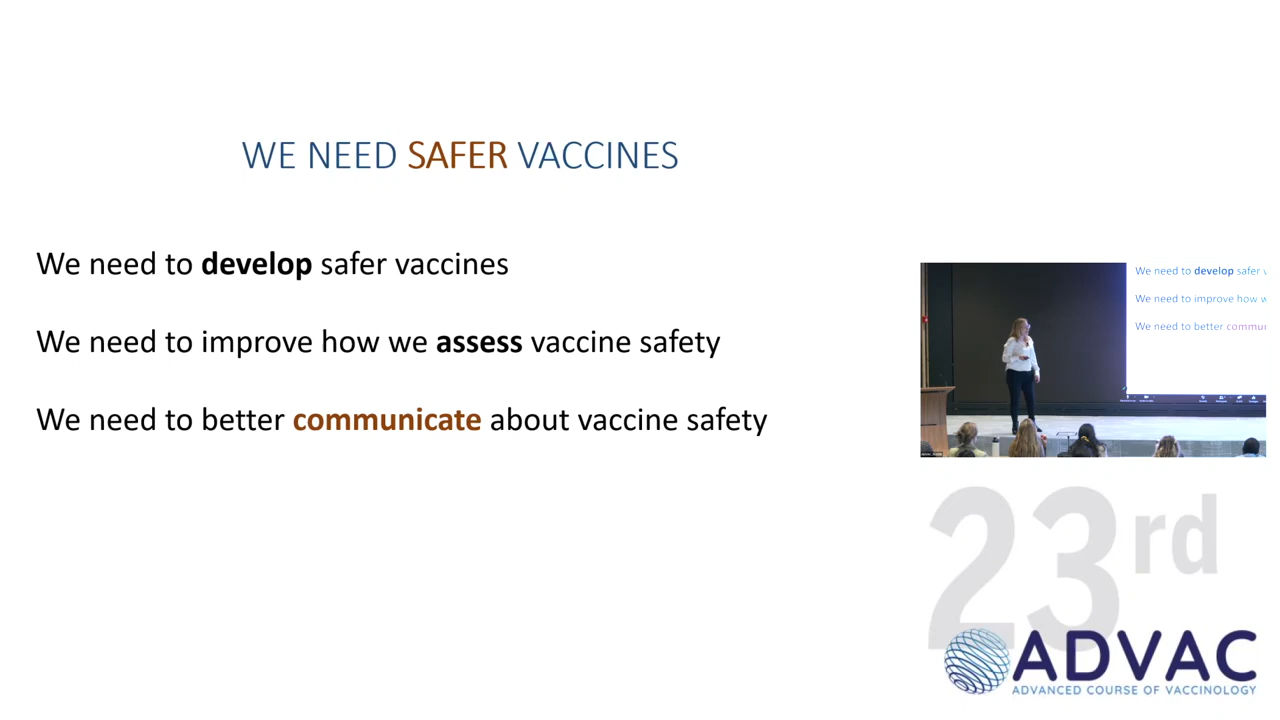 WE NEED SAFER VACCINES
We need to develop safer vaccines
We need to improve how we assess vaccine safety
We need to better communicate about vaccine safety
We need to develop safer
We need to improve how
We need to better
23rd
ADVAC
ADVANCED COURSE OF VACCINOLOGY